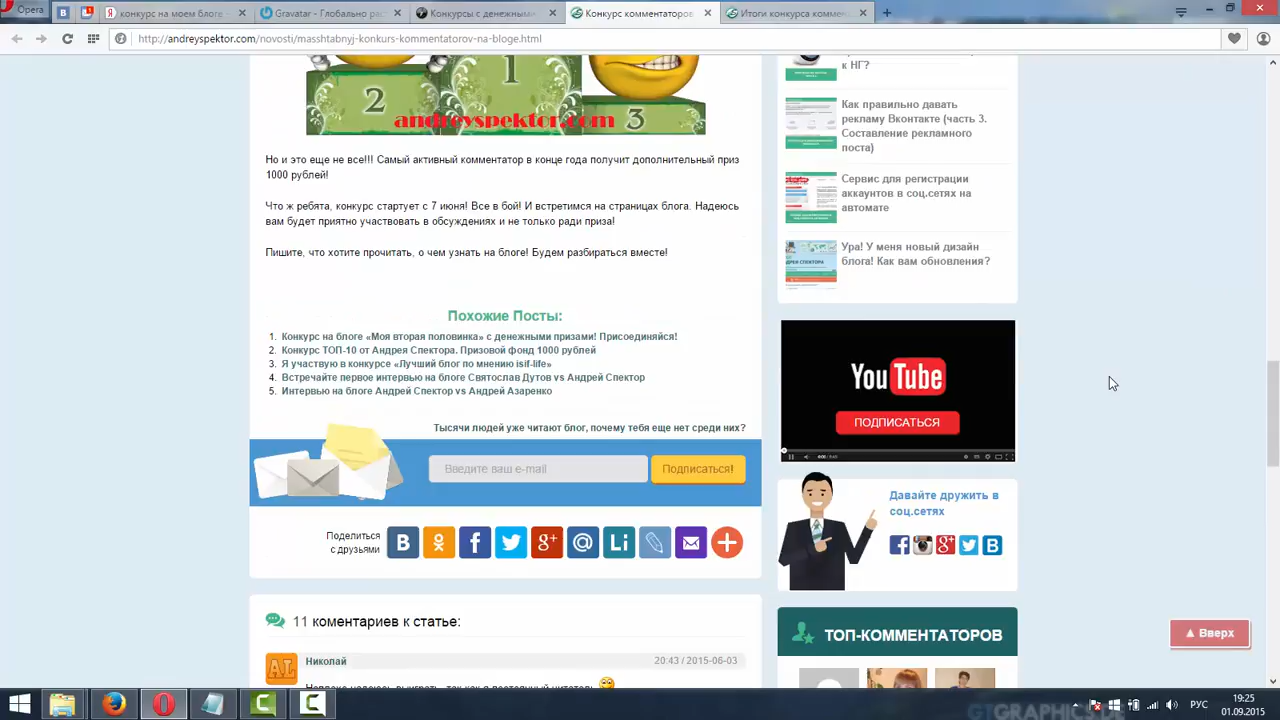 Opera
конкурс на моем блоге
Gravatar - Глобально рас
Конкурсы с денежными
Конкурс комментаторов
Итоги конкурса коммента
http://andreyspektor.com/novosti/masshtabnyj-konkurs-kommentatorov-na-bloge.html
1
2
3
andreyspektor.com
Но и это еще не все!!! Самый активный комментатор в конце года получит дополнительный приз
1000 рублей!
Что, ребята, конкурс стартует с 7 июня! Все в бой! И встретимся на страницах блога. Надеюсь
вам будет приятно участвовать в обсуждениях и не только ради приза!
Пишите, что хотите прочитать, о чем узнать на блоге! Будем разбираться вместе!
Похожие Посты:
1. Конкурс на блоге «Моя вторая половинка» с денежными призами! Присоединяйся!
2. Конкурс ТОП-10 от Андрея Спектора. Призовой фонд 1000 рублей
3. Я участвую в конкурсе «Лучший блог по мнению isif-life»
4. Встречайте первое интервью на блоге Святослав Дутов vs Андрей Спектор
5. Интервью на блоге Андрей Спектор vs Андрей Азаренко
Тысячи людей уже читают блог, почему тебя еще нет среди них?
Введите ваш e-mail
Подписаться!
Поделиться
с друзьями
11 коментариев к статье:
Николай
20:43 / 2015-06-03
к НГ?
Как правильно давать
рекламу Вконтакте (часть 3.
Составление рекламного
поста)
Сервис для регистрации
аккаунтов в соц.сетях на
автомате
Ура! У меня новый дизайн
блога! Как вам обновления?
YouTube
ПОДПИСАТЬСЯ
Давайте дружить в
соц.сетях
ТОП-КОММЕНТАТОРОВ
▲ Вверх
РУС
19:25
01.09.2015